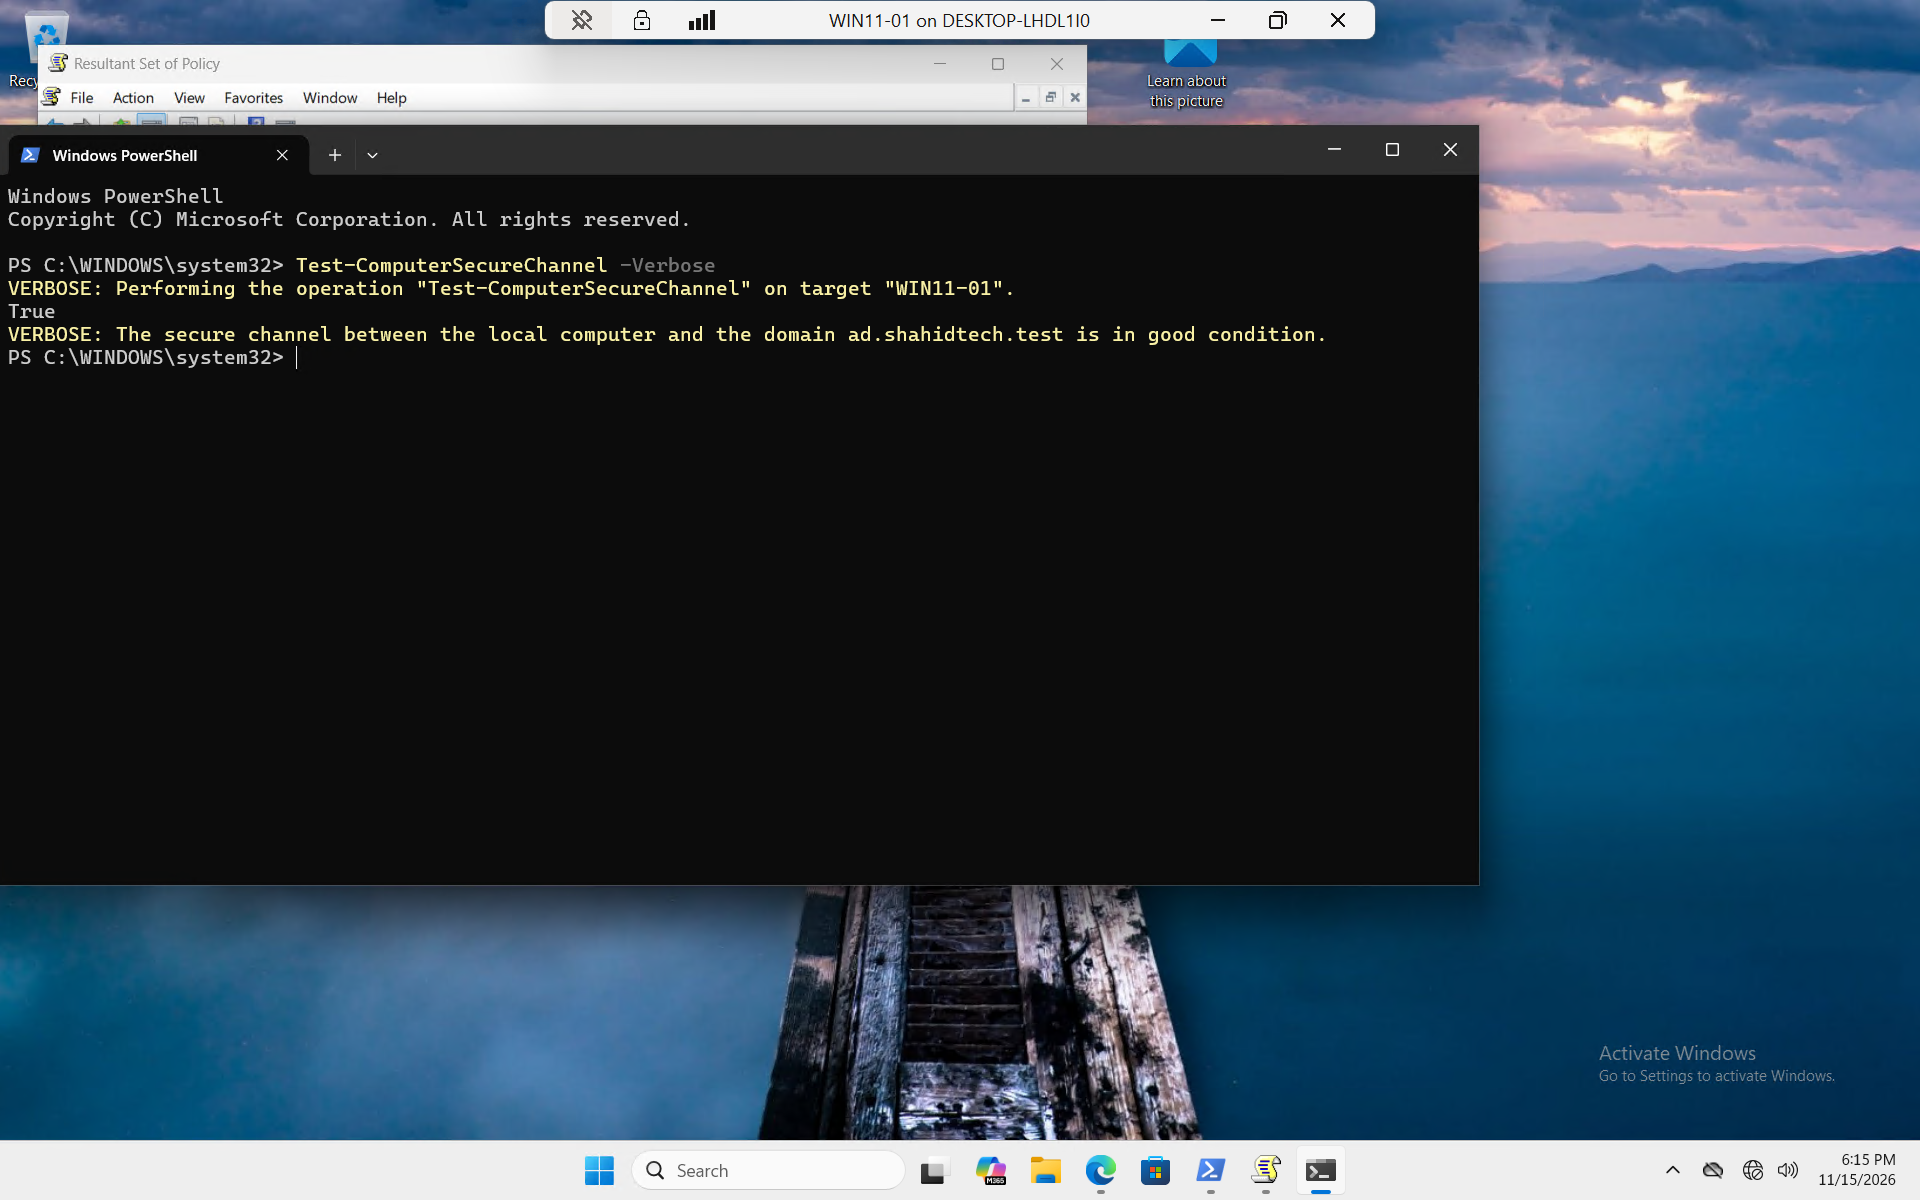 WIN11-01 on DESKTOP-LHDL1I0
Resultant Set of Policy
File Action View Favorites Window Help
Learn about
this picture
Windows PowerShell
Windows PowerShell
Copyright (C) Microsoft Corporation. All rights reserved.
PS C:\WINDOWS\system32> Test-ComputerSecureChannel -Verbose
VERBOSE: Performing the operation "Test-ComputerSecureChannel" on target "WIN11-01".
True
VERBOSE: The secure channel between the local computer and the domain ad.shahidtech.test is in good condition.
PS C:\WINDOWS\system32>
Activate Windows
Go to Settings to activate Windows.
Search
M365
6:15 PM
11/15/2026